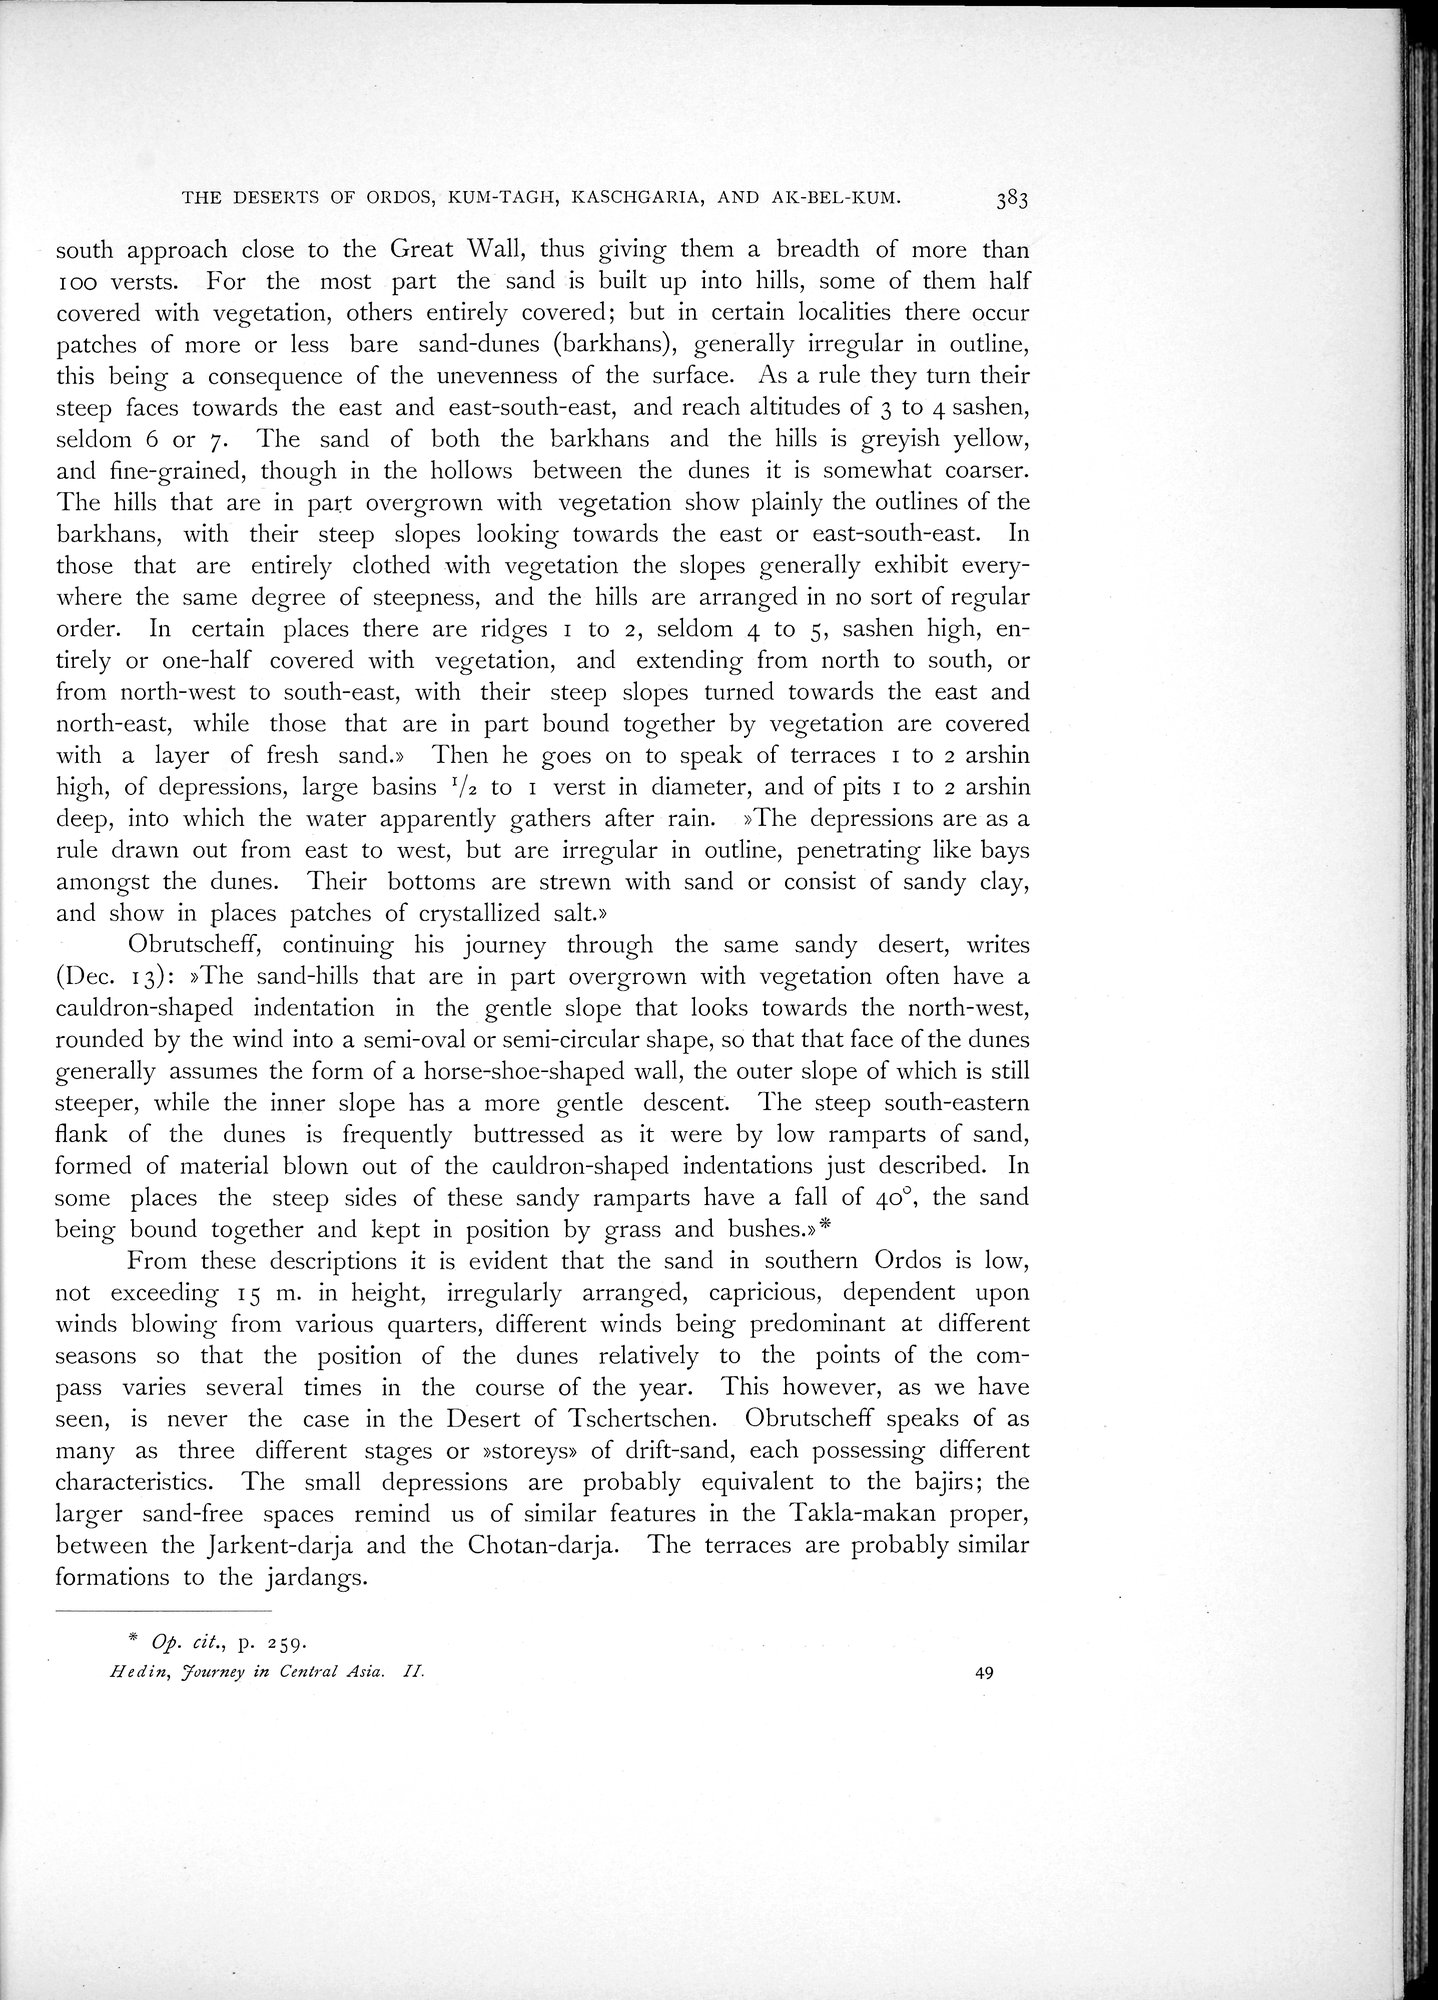 THE DESERTS OF ORDOS, KUM-TAGH, KASCHGARIA, AND AK-BEL-KUM. 383
south approach close to the Great Wall, thus giving them a breadth of more than
100 versts. For the most part the sand is built up into hills, some of them half
covered with vegetation, others entirely covered; but in certain localities there occur
patches of more or less bare sand-dunes (barkhans), generally irregular in outline,
this being a consequence of the unevenness of the surface. As a rule they turn their
steep faces towards the east and east-south-east, and reach altitudes of 3 to 4 sashen,
seldom 6 or 7. The sand of both the barkhans and the hills is greyish yellow,
and fine-grained, though in the hollows between the dunes it is somewhat coarser.
The hills that are in part overgrown with vegetation show plainly the outlines of the
barkhans, with their steep slopes looking towards the east or east-south-east. In
those that are entirely clothed with vegetation the slopes generally exhibit every-
where the same degree of steepness, and the hills are arranged in no sort of regular
order. In certain places there are ridges 1 to 2, seldom 4 to 5, sashen high, en-
tirely or one-half covered with vegetation, and extending from north to south, or
from north-west to south-east, with their steep slopes turned towards the east and
north-east, while those that are in part bound together by vegetation are covered
with a layer of fresh sand.» Then he goes on to speak of terraces 1 to 2 arshin
high, of depressions, large basins 1/2 to 1 verst in diameter, and of pits 1 to 2 arshin
deep, into which the water apparently gathers after rain. »The depressions are as a
rule drawn out from east to west, but are irregular in outline, penetrating like bays
amongst the dunes. Their bottoms are strewn with sand or consist of sandy clay,
and show in places patches of crystallized salt.»
Obrutscheff, continuing his journey through the same sandy desert, writes
(Dec. 13): »The sand-hills that are in part overgrown with vegetation often have a
cauldron-shaped indentation in the gentle slope that looks towards the north-west,
rounded by the wind into a semi-oval or semi-circular shape, so that that face of the dunes
generally assumes the form of a horse-shoe-shaped wall, the outer slope of which is still
steeper, while the inner slope has a more gentle descent. The steep south-eastern
flank of the dunes is frequently buttressed as it were by low ramparts of sand,
formed of material blown out of the cauldron-shaped indentations just described. In
some places the steep sides of these sandy ramparts have a fall of 40°, the sand
being bound together and kept in position by grass and bushes.»*
From these descriptions it is evident that the sand in southern Ordos is low,
not exceeding 15 m. in height, irregularly arranged, capricious, dependent upon
winds blowing from various quarters, different winds being predominant at different
seasons so that the position of the dunes relatively to the points of the com-
pass varies several times in the course of the year. This however, as we have
seen, is never the case in the Desert of Tschertschen. Obrutscheff speaks of as
many as three different stages or »storeys» of drift-sand, each possessing different
characteristics. The small depressions are probably equivalent to the bajirs; the
larger sand-free spaces remind us of similar features in the Takla-makan proper,
between the Jarkent-darja and the Chotan-darja. The terraces are probably similar
formations to the jardangs.
* Op. cit., p. 259.
Hedin, Journey in Central Asia. II. 49